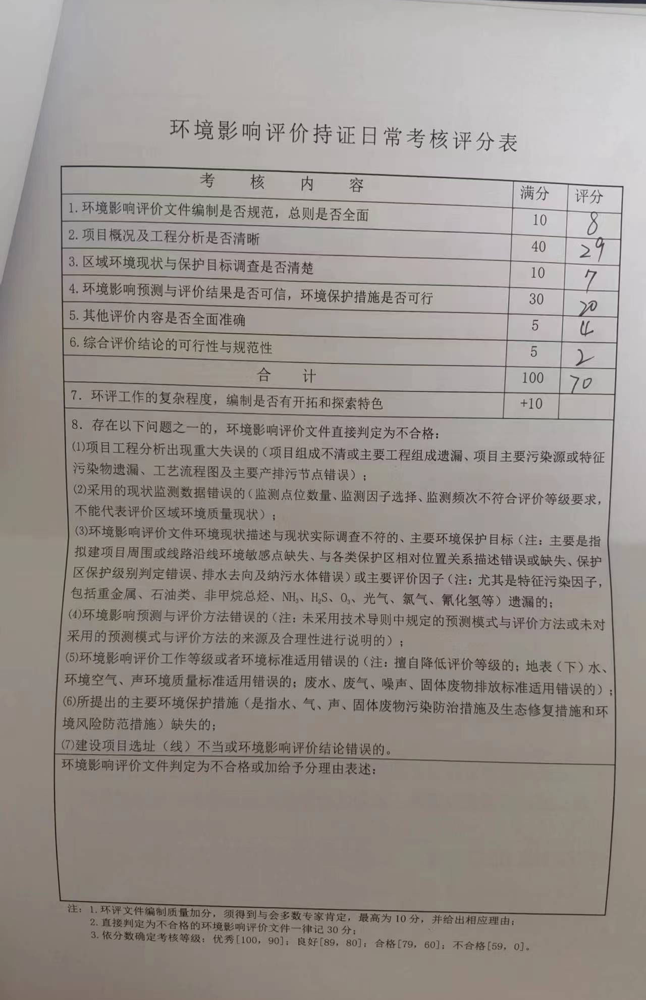 环境影响评价持证日常考核评分表
考 核 内 容 满分 评分
1.环境影响评价文件编制是否规范，总则是否全面 10 8
2.项目概况及工程分析是否清晰 40 29
3.区域环境现状与保护目标调查是否清楚 10 7
4.环境影响预测与评价结果是否可信，环境保护措施是否可行 30 20
5.其他评价内容是否全面准确 5 4
6.综合评价结论的可行性与规范性 5 2
合 计 100 70
7. 环评工作的复杂程度，编制是否有开拓和探索特色 +10
8. 存在以下问题之一的，环境影响评价文件直接判定为不合格：
⑴项目工程分析出现重大失误的（项目组成不清或主要工程组成遗漏、项目主要污染源或特征
污染物遗漏、工艺流程图及主要产排污节点错误）；
⑵采用的现状监测数据错误的（监测点位数量、监测因子选择、监测频次不符合评价等级要求，
不能代表评价区域环境质量现状）；
⑶环境影响评价文件环境现状描述与现状实际调查不符的、主要环境保护目标（注：主要是指
拟建项目周围或线路沿线环境敏感点缺失、与各类保护区相对位置关系描述错误或缺失、保护
区保护级别判定错误、排水去向及纳污水体错误）或主要评价因子（注：尤其是特征污染因子，
包括重金属、石油类、非甲烷总烃、NH₃、H₂S、O₃、光气、氯气、氰化氢等）遗漏的；
⑷环境影响预测与评价方法错误的（注：未采用技术导则中规定的预测模式与评价方法或未对
采用的预测模式与评价方法的来源及合理性进行说明的）；
⑸环境影响评价工作等级或者环境标准适用错误的（注：擅自降低评价等级的；地表（下）水、
环境空气、声环境质量标准适用错误的；废水、废气、噪声、固体废物排放标准适用错误的）；
⑹所提出的主要环境保护措施（是指水、气、声、固体废物污染防治措施及生态修复措施和环
境风险防范措施）缺失的；
⑺建设项目选址（线）不当或环境影响评价结论错误的。
环境影响评价文件判定为不合格或加给予分理由表述：
注：1.环评文件编制质量加分，须得到与会多数专家肯定，最高为10分，并给出相应理由；
2.直接判定为不合格的环境影响评价文件一律记30分；
3.依分数确定考核等级：优秀[100，90]；良好[89，80]；合格[79，60]；不合格[59，0]。